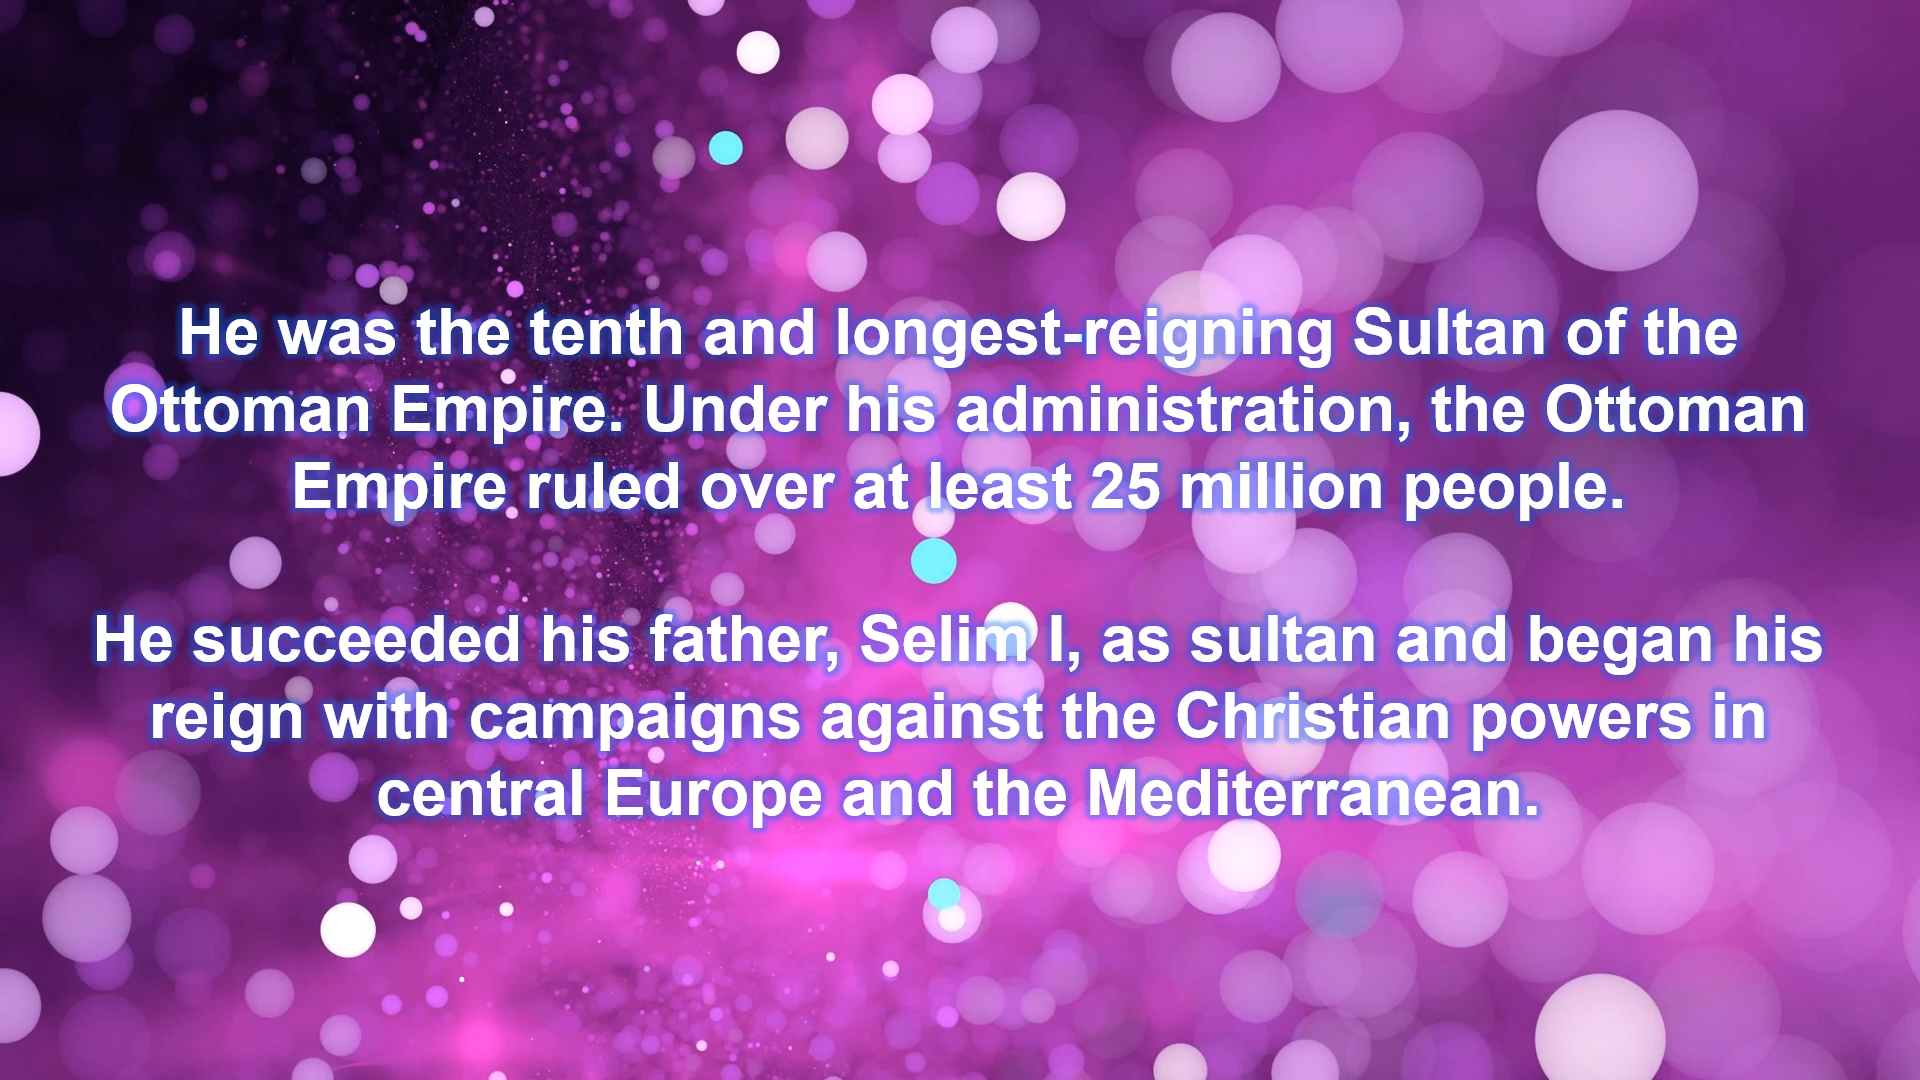 He was the tenth and longest-reigning Sultan of the
Ottoman Empire. Under his administration, the Ottoman
Empire ruled over at least 25 million people.
He succeeded his father, Selim I, as sultan and began his
reign with campaigns against the Christian powers in
central Europe and the Mediterranean.